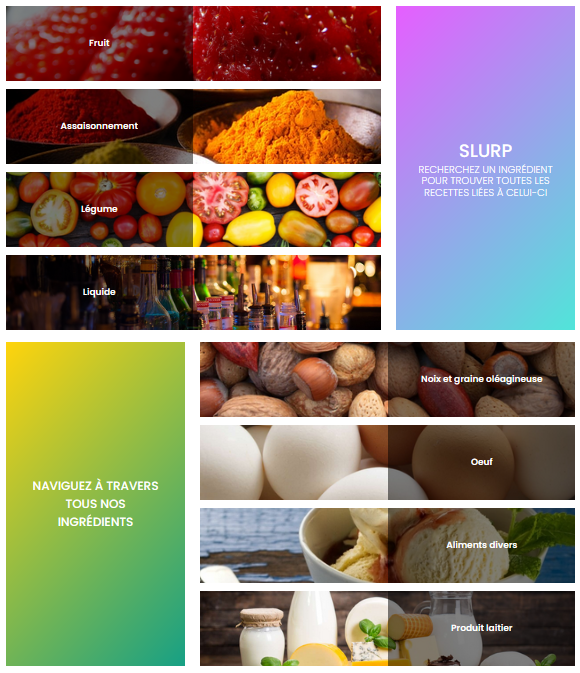 Fruit
Assaisonnement
Légume
Liquide
SLURP
RECHERCHEZ UN INGRÉDIENT
POUR TROUVER TOUTES LES
RECETTES LIÉES À CELUI-CI
NAVIGUEZ À TRAVERS
TOUS NOS
INGRÉDIENTS
Noix et graine oléagineuse
Oeuf
Aliments divers
Produit laitier